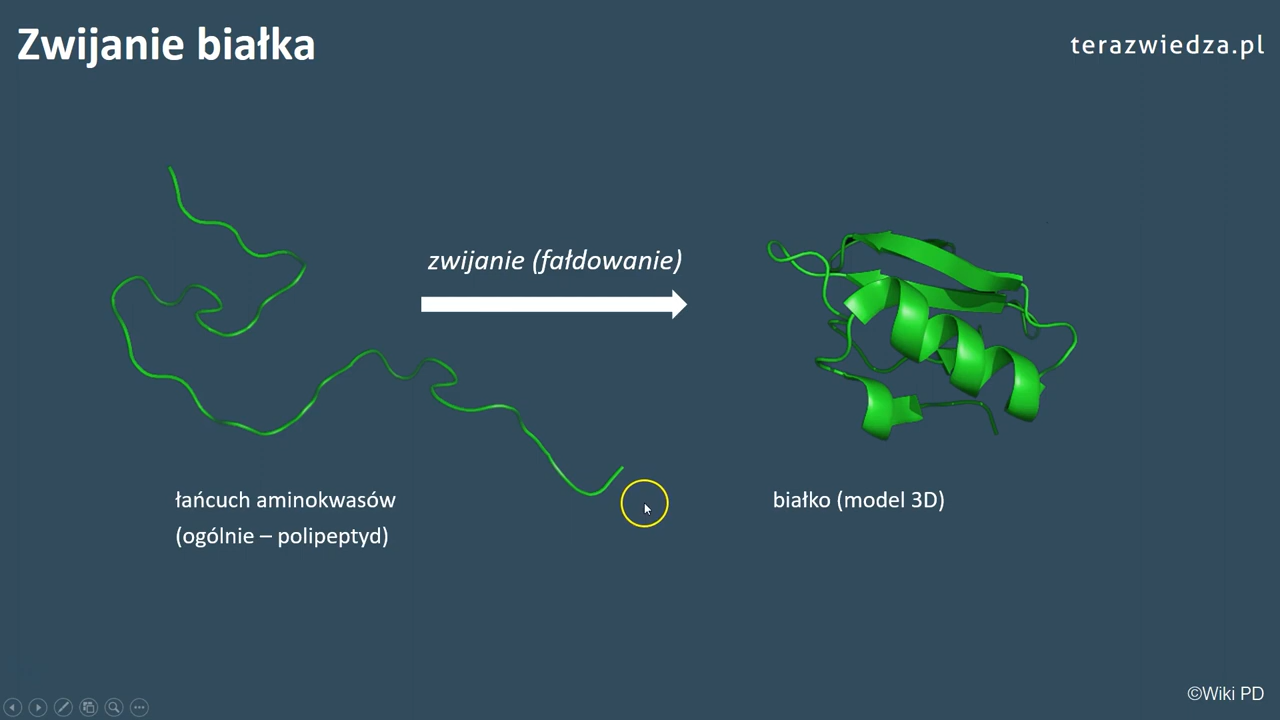 Zwijanie białka
terazwiedza.pl
zwijanie (fałdowanie)
łańcuch aminokwasów
(ogólnie – polipeptyd)
białko (model 3D)
©Wiki PD